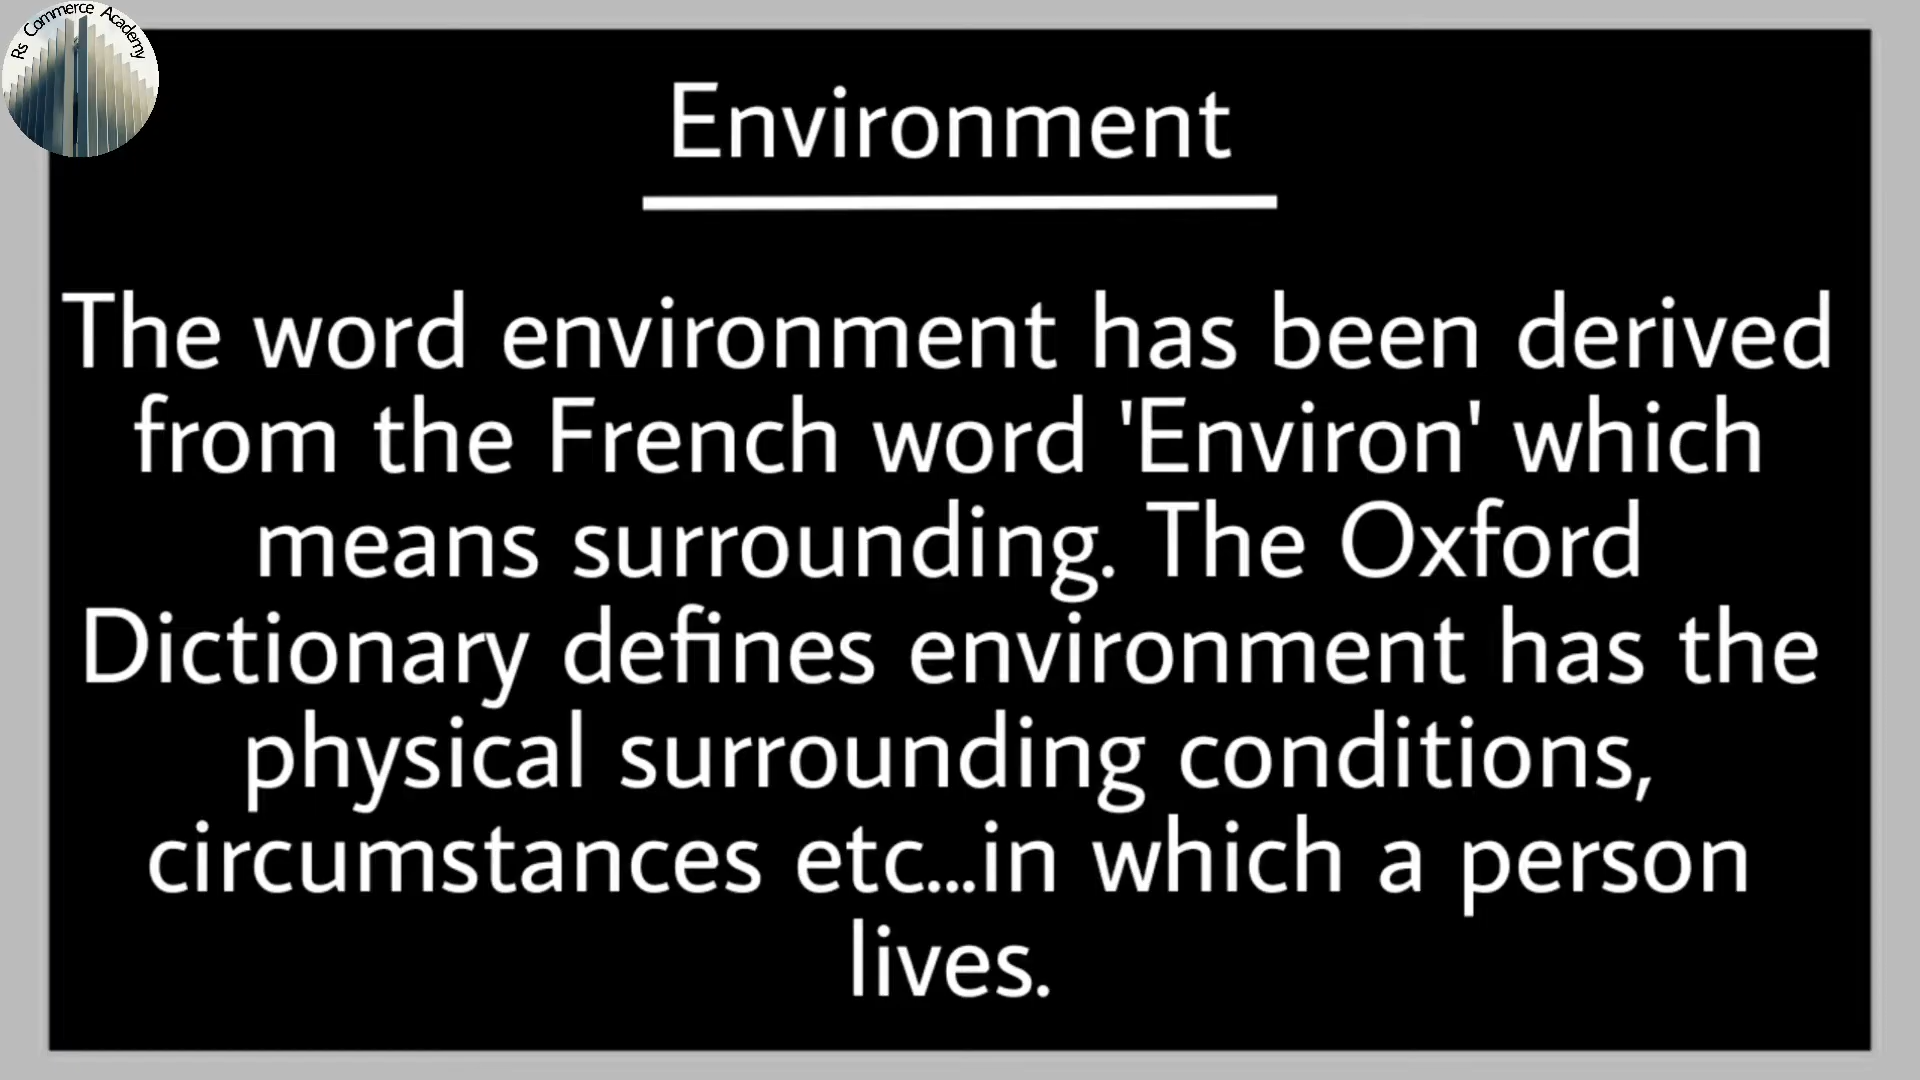 Rs Commerce Academy
Environment
The word environment has been derived
from the French word 'Environ' which
means surrounding. The Oxford
Dictionary defines environment has the
physical surrounding conditions,
circumstances etc...in which a person
lives.